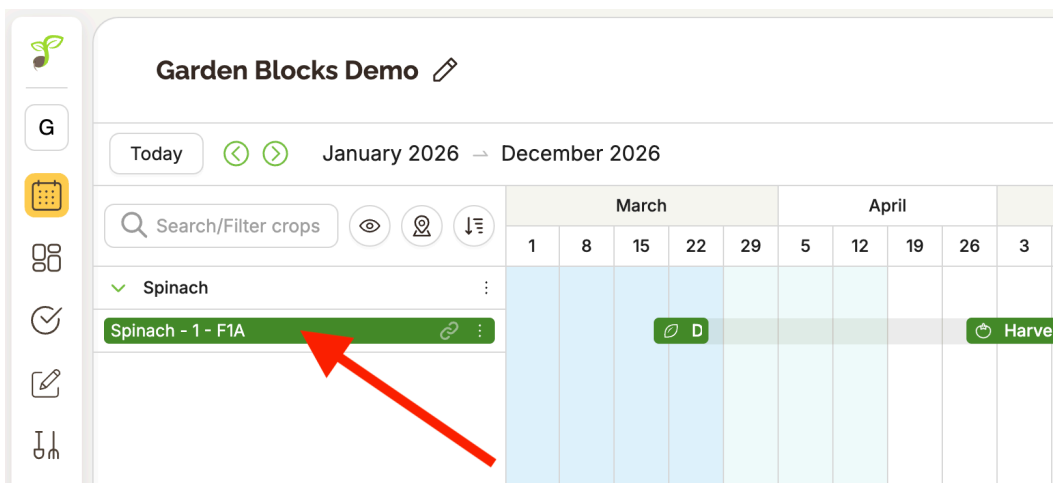 Garden Blocks Demo
G
Today
January 2026 → December 2026
Search/Filter crops
March
April
1 8 15 22 29 5 12 19 26 3
Spinach
Spinach - 1 - F1A
D
Harve